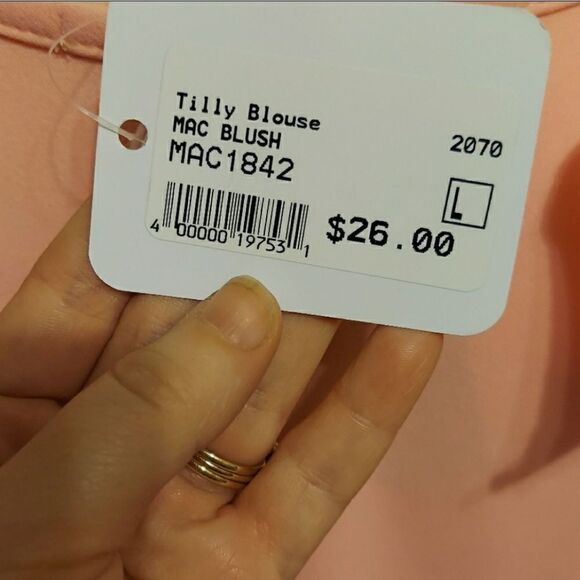 Tilly Blouse
MAC BLUSH
2070
MAC1842
L
4 00000 19753 1
$26.00